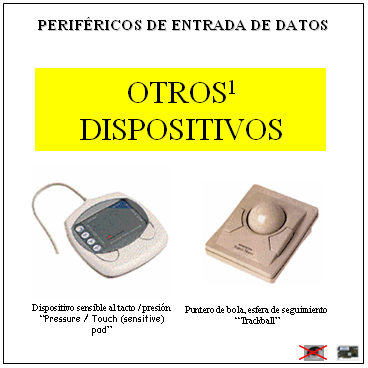 PERIFÉRICOS DE ENTRADA DE DATOS
OTROS¹
DISPOSITIVOS
Dispositivo sensible al tacto / presión
“Pressure / Touch (sensitive)
pad”
Puntero de bola, esfera de seguimiento
“Trackball”